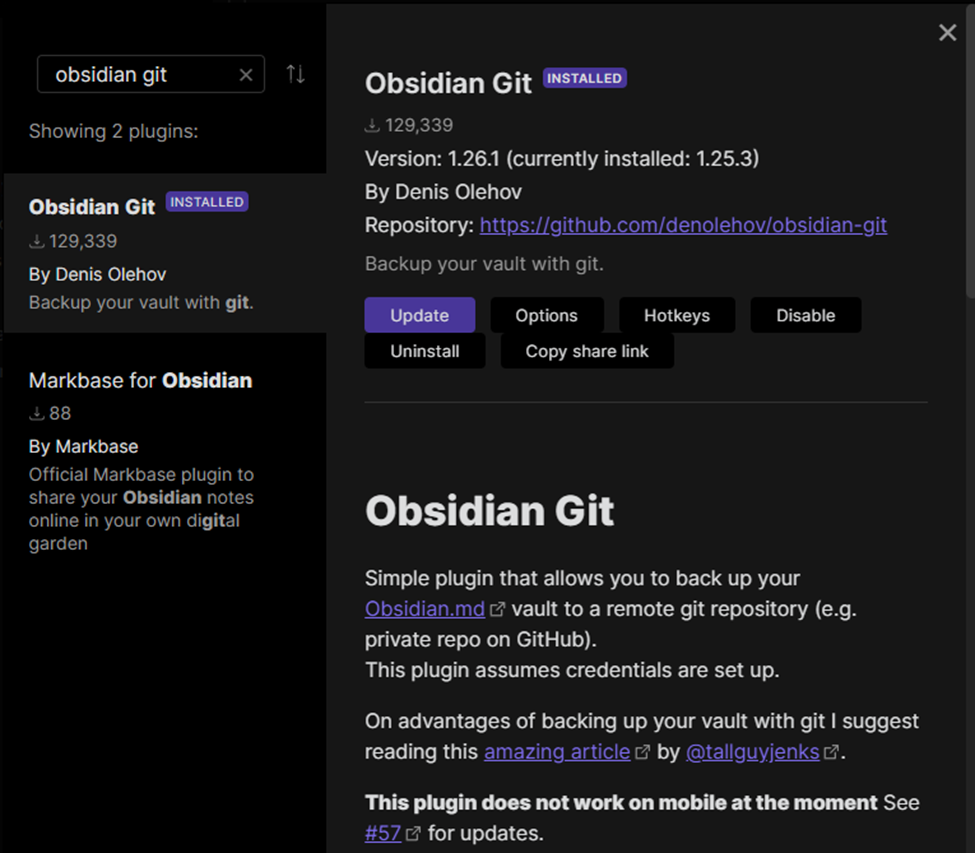 obsidian git
Showing 2 plugins:
Obsidian Git INSTALLED
129,339
By Denis Olehov
Backup your vault with git.
Markbase for Obsidian
88
By Markbase
Official Markbase plugin to
share your Obsidian notes
online in your own digital
garden
Obsidian Git INSTALLED
129,339
Version: 1.26.1 (currently installed: 1.25.3)
By Denis Olehov
Repository: https://github.com/denolehov/obsidian-git
Backup your vault with git.
Update Options Hotkeys Disable
Uninstall Copy share link
Obsidian Git
Simple plugin that allows you to back up your
Obsidian.md vault to a remote git repository (e.g.
private repo on GitHub).
This plugin assumes credentials are set up.
On advantages of backing up your vault with git I suggest
reading this amazing article by @tallguyjenks.
This plugin does not work on mobile at the moment See
#57 for updates.